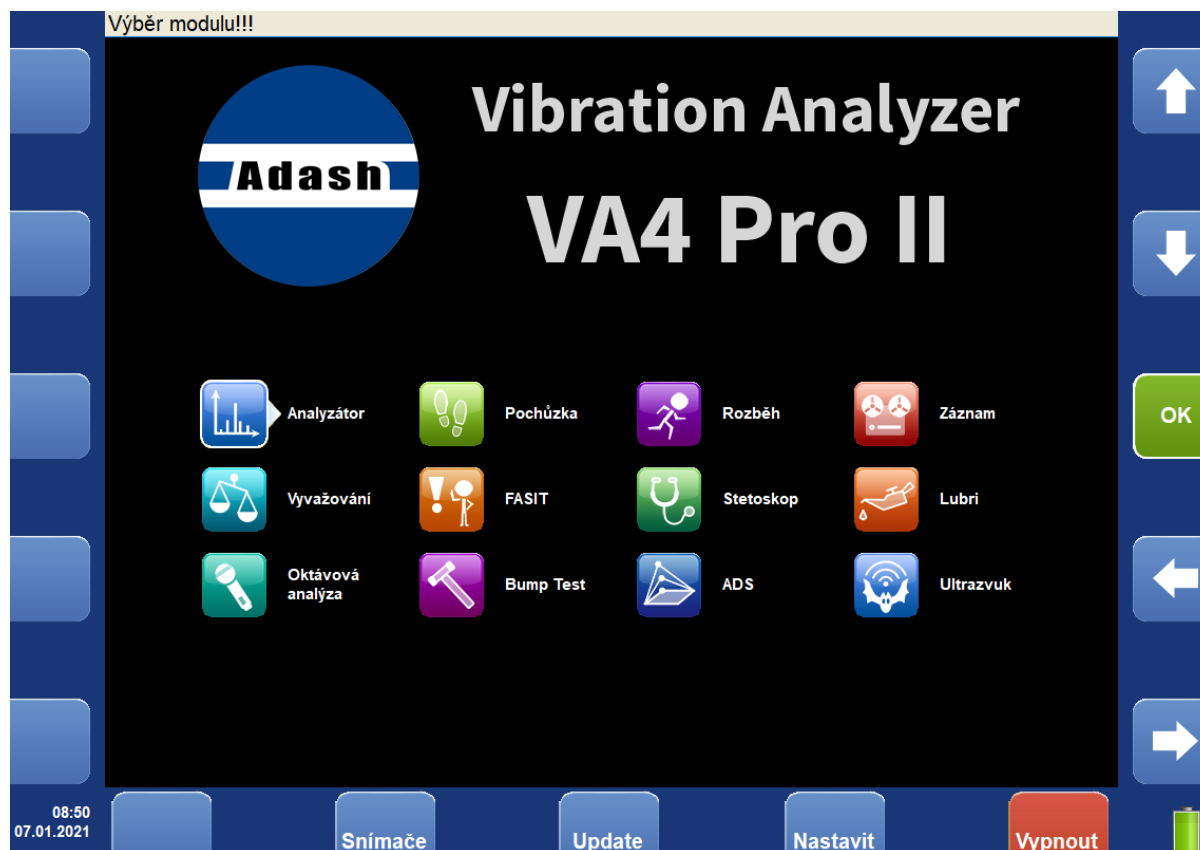 Výběr modulu!!!
Adash
Vibration Analyzer
VA4 Pro II
Analyzátor
Pochůzka
Rozběh
Záznam
OK
Vyvažování
FASIT
Stetoskop
Lubri
Oktávová
analýza
Bump Test
ADS
Ultrazvuk
08:50
07.01.2021
Snímače
Update
Nastavit
Vypnout